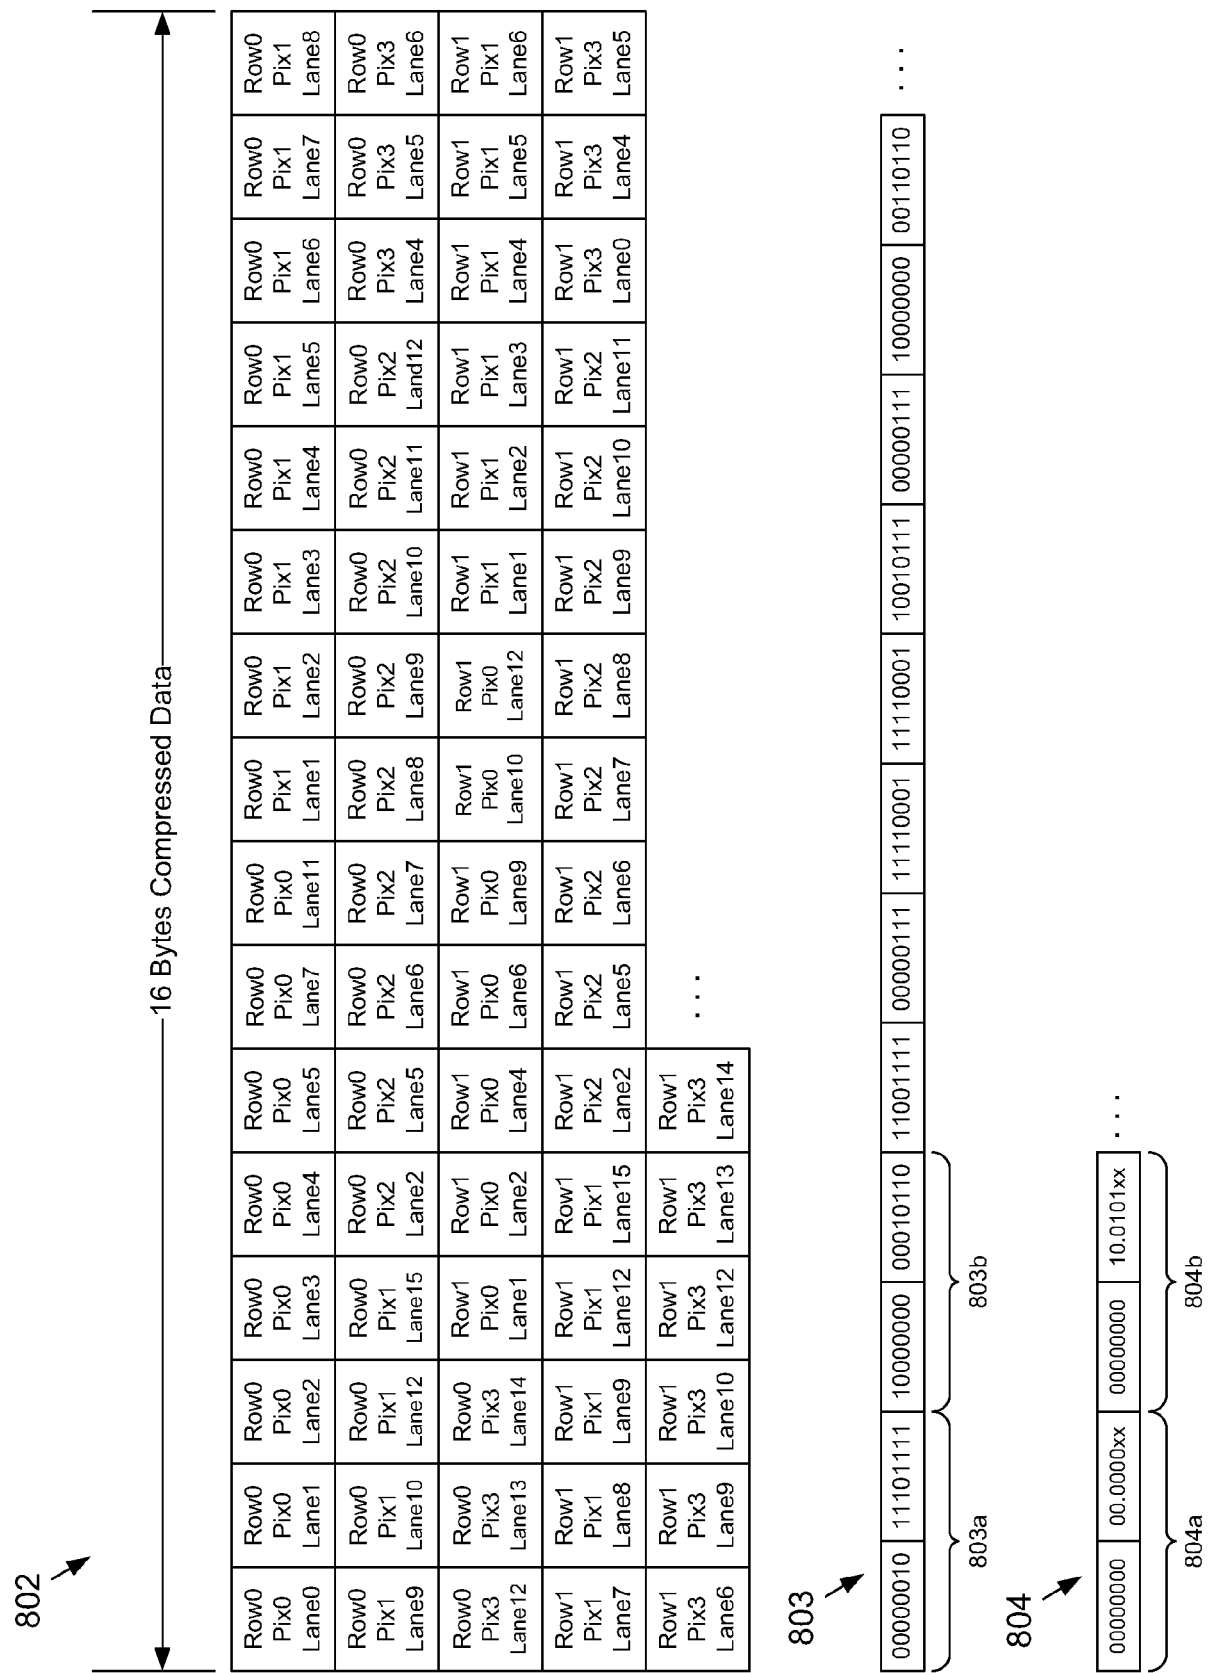 802
16 Bytes Compressed Data
Row0
Pix0
Lane0
Row0
Pix0
Lane1
Row0
Pix0
Lane2
Row0
Pix0
Lane3
Row0
Pix0
Lane4
Row0
Pix0
Lane5
Row0
Pix0
Lane7
Row0
Pix0
Lane11
Row0
Pix1
Lane1
Row0
Pix1
Lane2
Row0
Pix1
Lane3
Row0
Pix1
Lane4
Row0
Pix1
Lane5
Row0
Pix1
Lane6
Row0
Pix1
Lane7
Row0
Pix1
Lane8
Row0
Pix1
Lane9
Row0
Pix1
Lane10
Row0
Pix1
Lane12
Row0
Pix1
Lane15
Row0
Pix2
Lane2
Row0
Pix2
Lane5
Row0
Pix2
Lane6
Row0
Pix2
Lane7
Row0
Pix2
Lane8
Row0
Pix2
Lane9
Row0
Pix2
Lane10
Row0
Pix2
Lane11
Row0
Pix2
Land12
Row0
Pix3
Lane4
Row0
Pix3
Lane5
Row0
Pix3
Lane6
Row0
Pix3
Lane12
Row0
Pix3
Lane13
Row0
Pix3
Lane14
Row1
Pix0
Lane1
Row1
Pix0
Lane2
Row1
Pix0
Lane4
Row1
Pix0
Lane6
Row1
Pix0
Lane9
Row1
Pix0
Lane10
Row1
Pix0
Lane12
Row1
Pix1
Lane1
Row1
Pix1
Lane2
Row1
Pix1
Lane3
Row1
Pix1
Lane4
Row1
Pix1
Lane5
Row1
Pix1
Lane6
Row1
Pix1
Lane7
Row1
Pix1
Lane8
Row1
Pix1
Lane9
Row1
Pix1
Lane12
Row1
Pix1
Lane15
Row1
Pix2
Lane2
Row1
Pix2
Lane5
Row1
Pix2
Lane6
Row1
Pix2
Lane7
Row1
Pix2
Lane8
Row1
Pix2
Lane9
Row1
Pix2
Lane10
Row1
Pix2
Lane11
Row1
Pix3
Lane0
Row1
Pix3
Lane4
Row1
Pix3
Lane5
Row1
Pix3
Lane6
Row1
Pix3
Lane9
Row1
Pix3
Lane10
Row1
Pix3
Lane12
Row1
Pix3
Lane13
Row1
Pix3
Lane14
. . .
803
00000010 11101111 10000000 00010110 11001111 00000111 11110001 11110001 10010111 00000111 10000000 00110110 . . .
803a 803b
804
00000000 00.0000xx 00000000 10.0101xx . . .
804a 804b